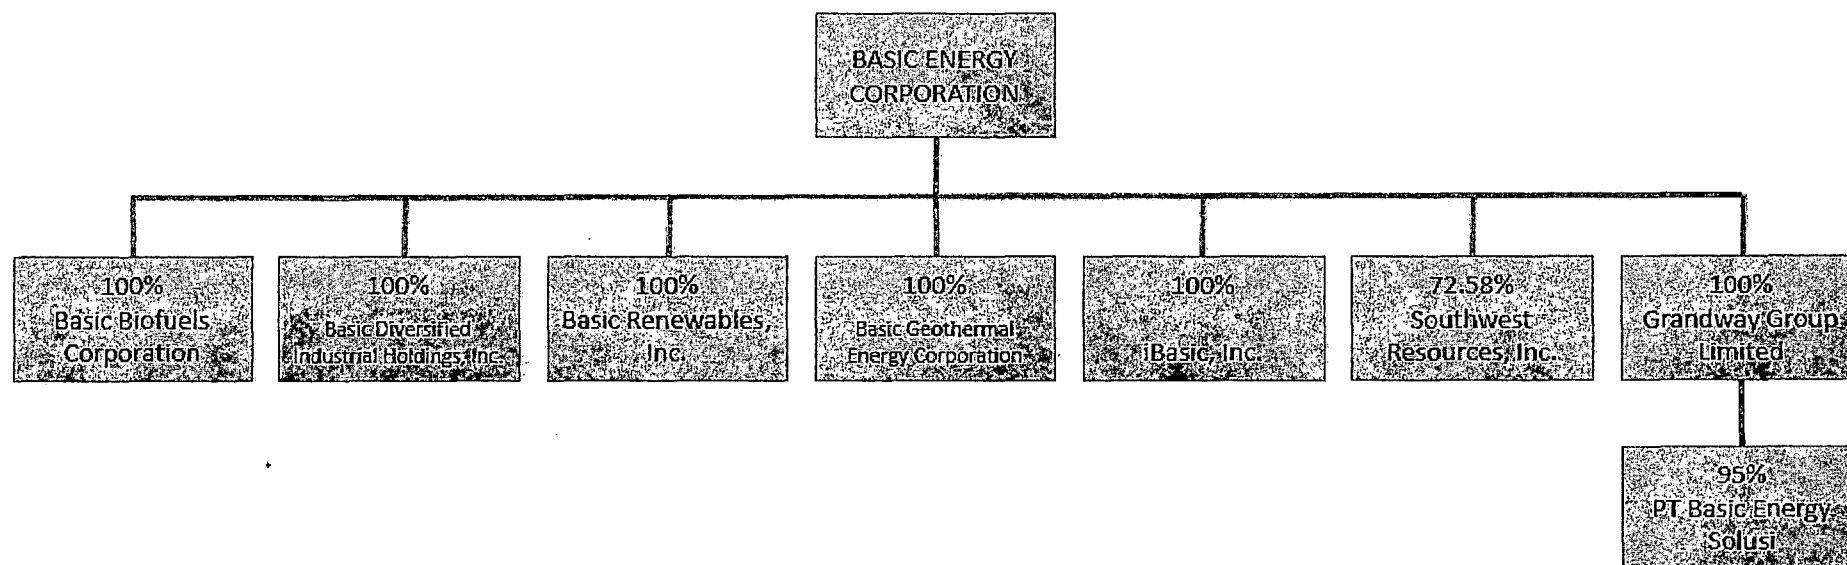 BASIC ENERGY
CORPORATION
100%
Basic Biofuels
Corporation
100%
Basic Diversified
Industrial Holdings, Inc.
100%
Basic Renewables,
Inc.
100%
Basic Geothermal
Energy Corporation
100%
iBasic, Inc.
72.58%
Southwest
Resources, Inc.
100%
Grandway Group
Limited
95%
PT Basic Energy
Solusi